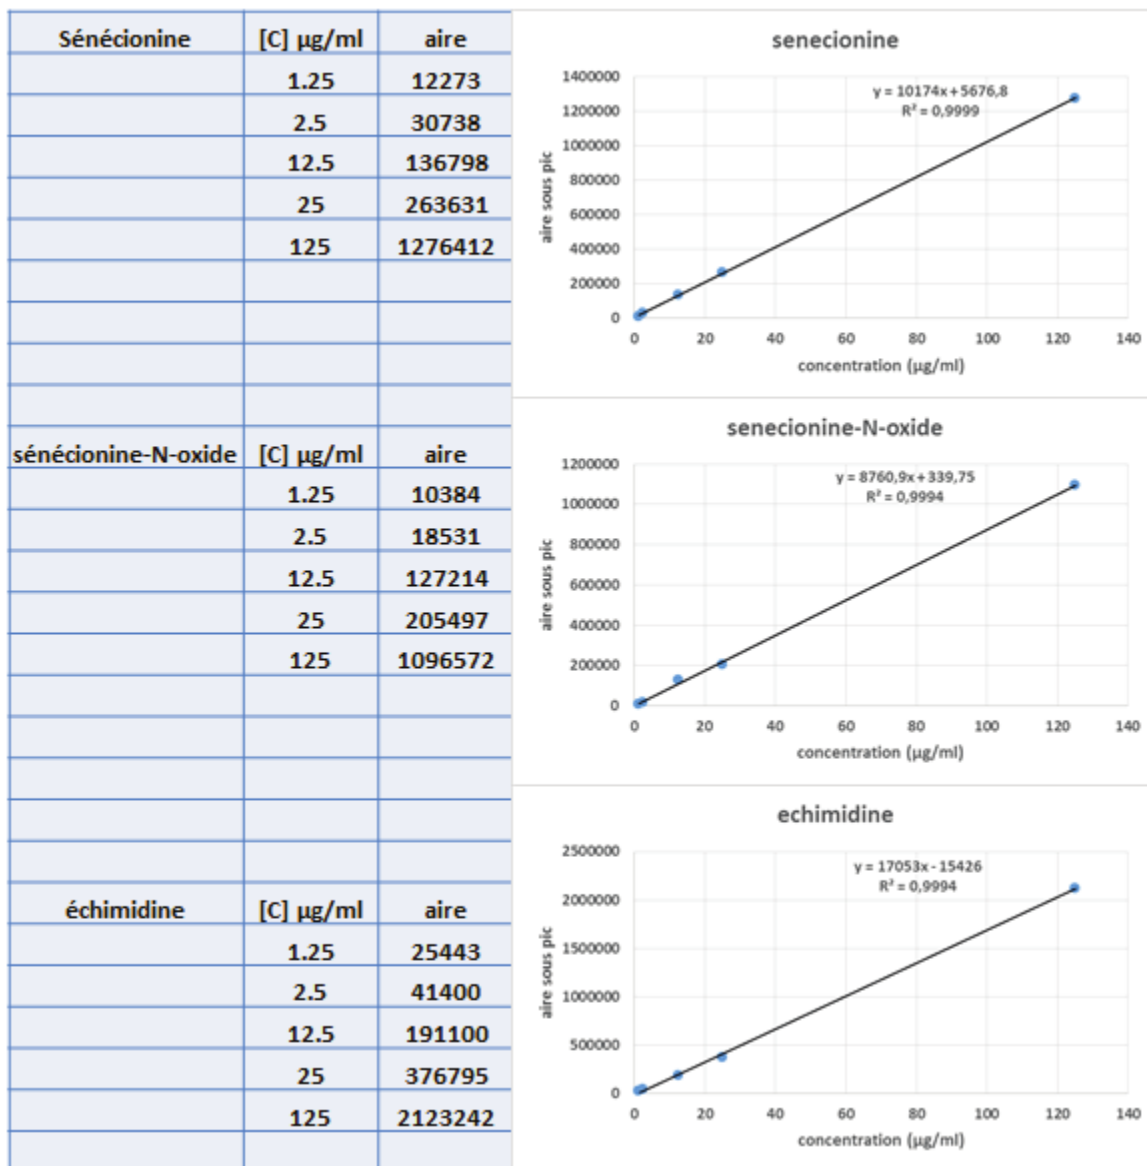 Sénécionine [C] µg/ml aire
1.25 12273
2.5 30738
12.5 136798
25 263631
125 1276412
senecionine
y = 10174x + 5676,8
R² = 0,9999
1400000
1200000
1000000
800000
600000
400000
200000
0
aire sous pic
0 20 40 60 80 100 120 140
concentration (µg/ml)
sénécionine-N-oxide [C] µg/ml aire
1.25 10384
2.5 18531
12.5 127214
25 205497
125 1096572
senecionine-N-oxide
y = 8760,9x + 339,75
R² = 0,9994
1200000
1000000
800000
600000
400000
200000
0
aire sous pic
0 20 40 60 80 100 120 140
concentration (µg/ml)
échimidine [C] µg/ml aire
1.25 25443
2.5 41400
12.5 191100
25 376795
125 2123242
echimidine
y = 17053x - 15426
R² = 0,9994
2500000
2000000
1500000
1000000
500000
0
aire sous pic
0 20 40 60 80 100 120 140
concentration (µg/ml)